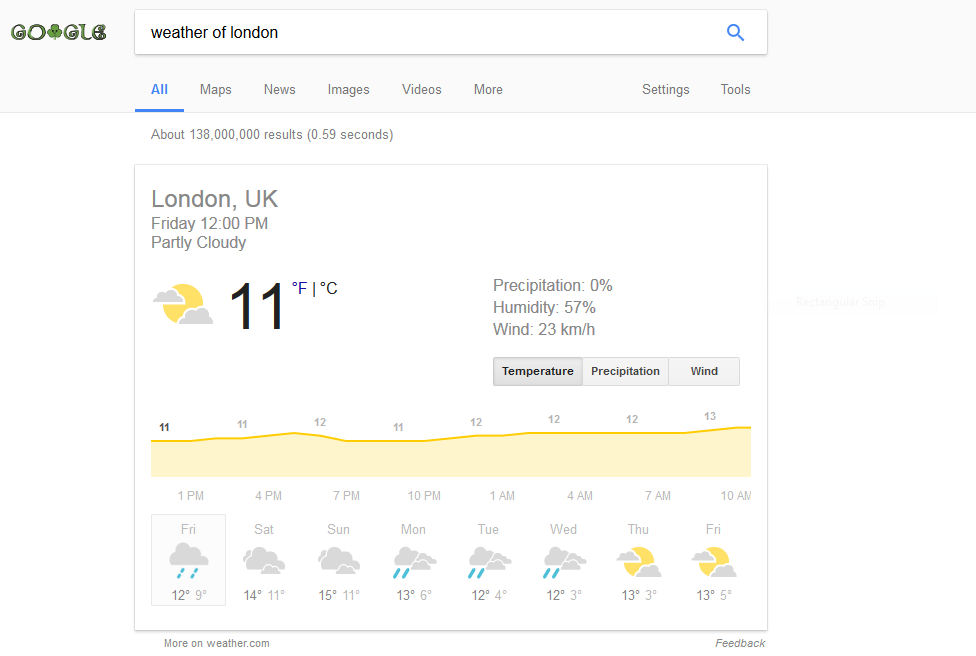 GOOGLE
weather of london
All Maps News Images Videos More Settings Tools
About 138,000,000 results (0.59 seconds)
London, UK
Friday 12:00 PM
Partly Cloudy
11 °F | °C
Precipitation: 0%
Humidity: 57%
Wind: 23 km/h
Rectangular Snip
Temperature Precipitation Wind
11 11 12 11 12 12 12 13
1 PM 4 PM 7 PM 10 PM 1 AM 4 AM 7 AM 10 AM
Fri Sat Sun Mon Tue Wed Thu Fri
12° 9° 14° 11° 15° 11° 13° 6° 12° 4° 12° 3° 13° 3° 13° 5°
More on weather.com Feedback